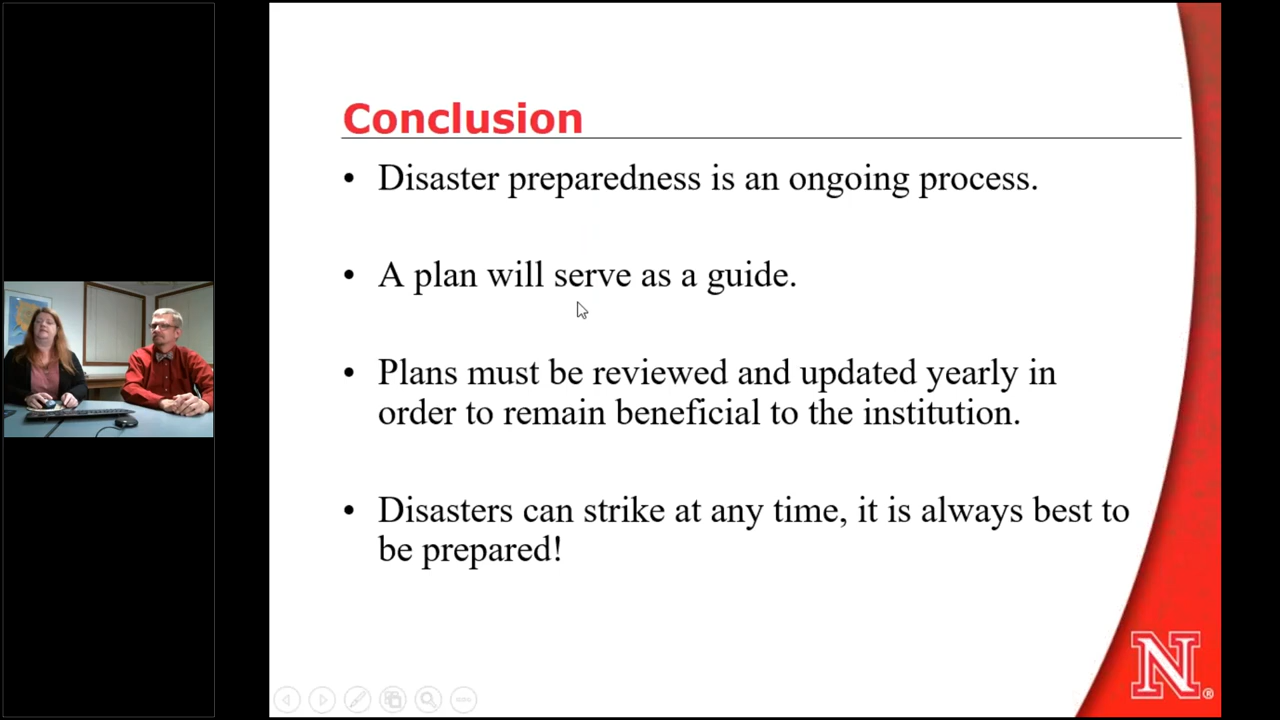 Conclusion
• Disaster preparedness is an ongoing process.
• A plan will serve as a guide.
• Plans must be reviewed and updated yearly in
order to remain beneficial to the institution.
• Disasters can strike at any time, it is always best to
be prepared!
N®